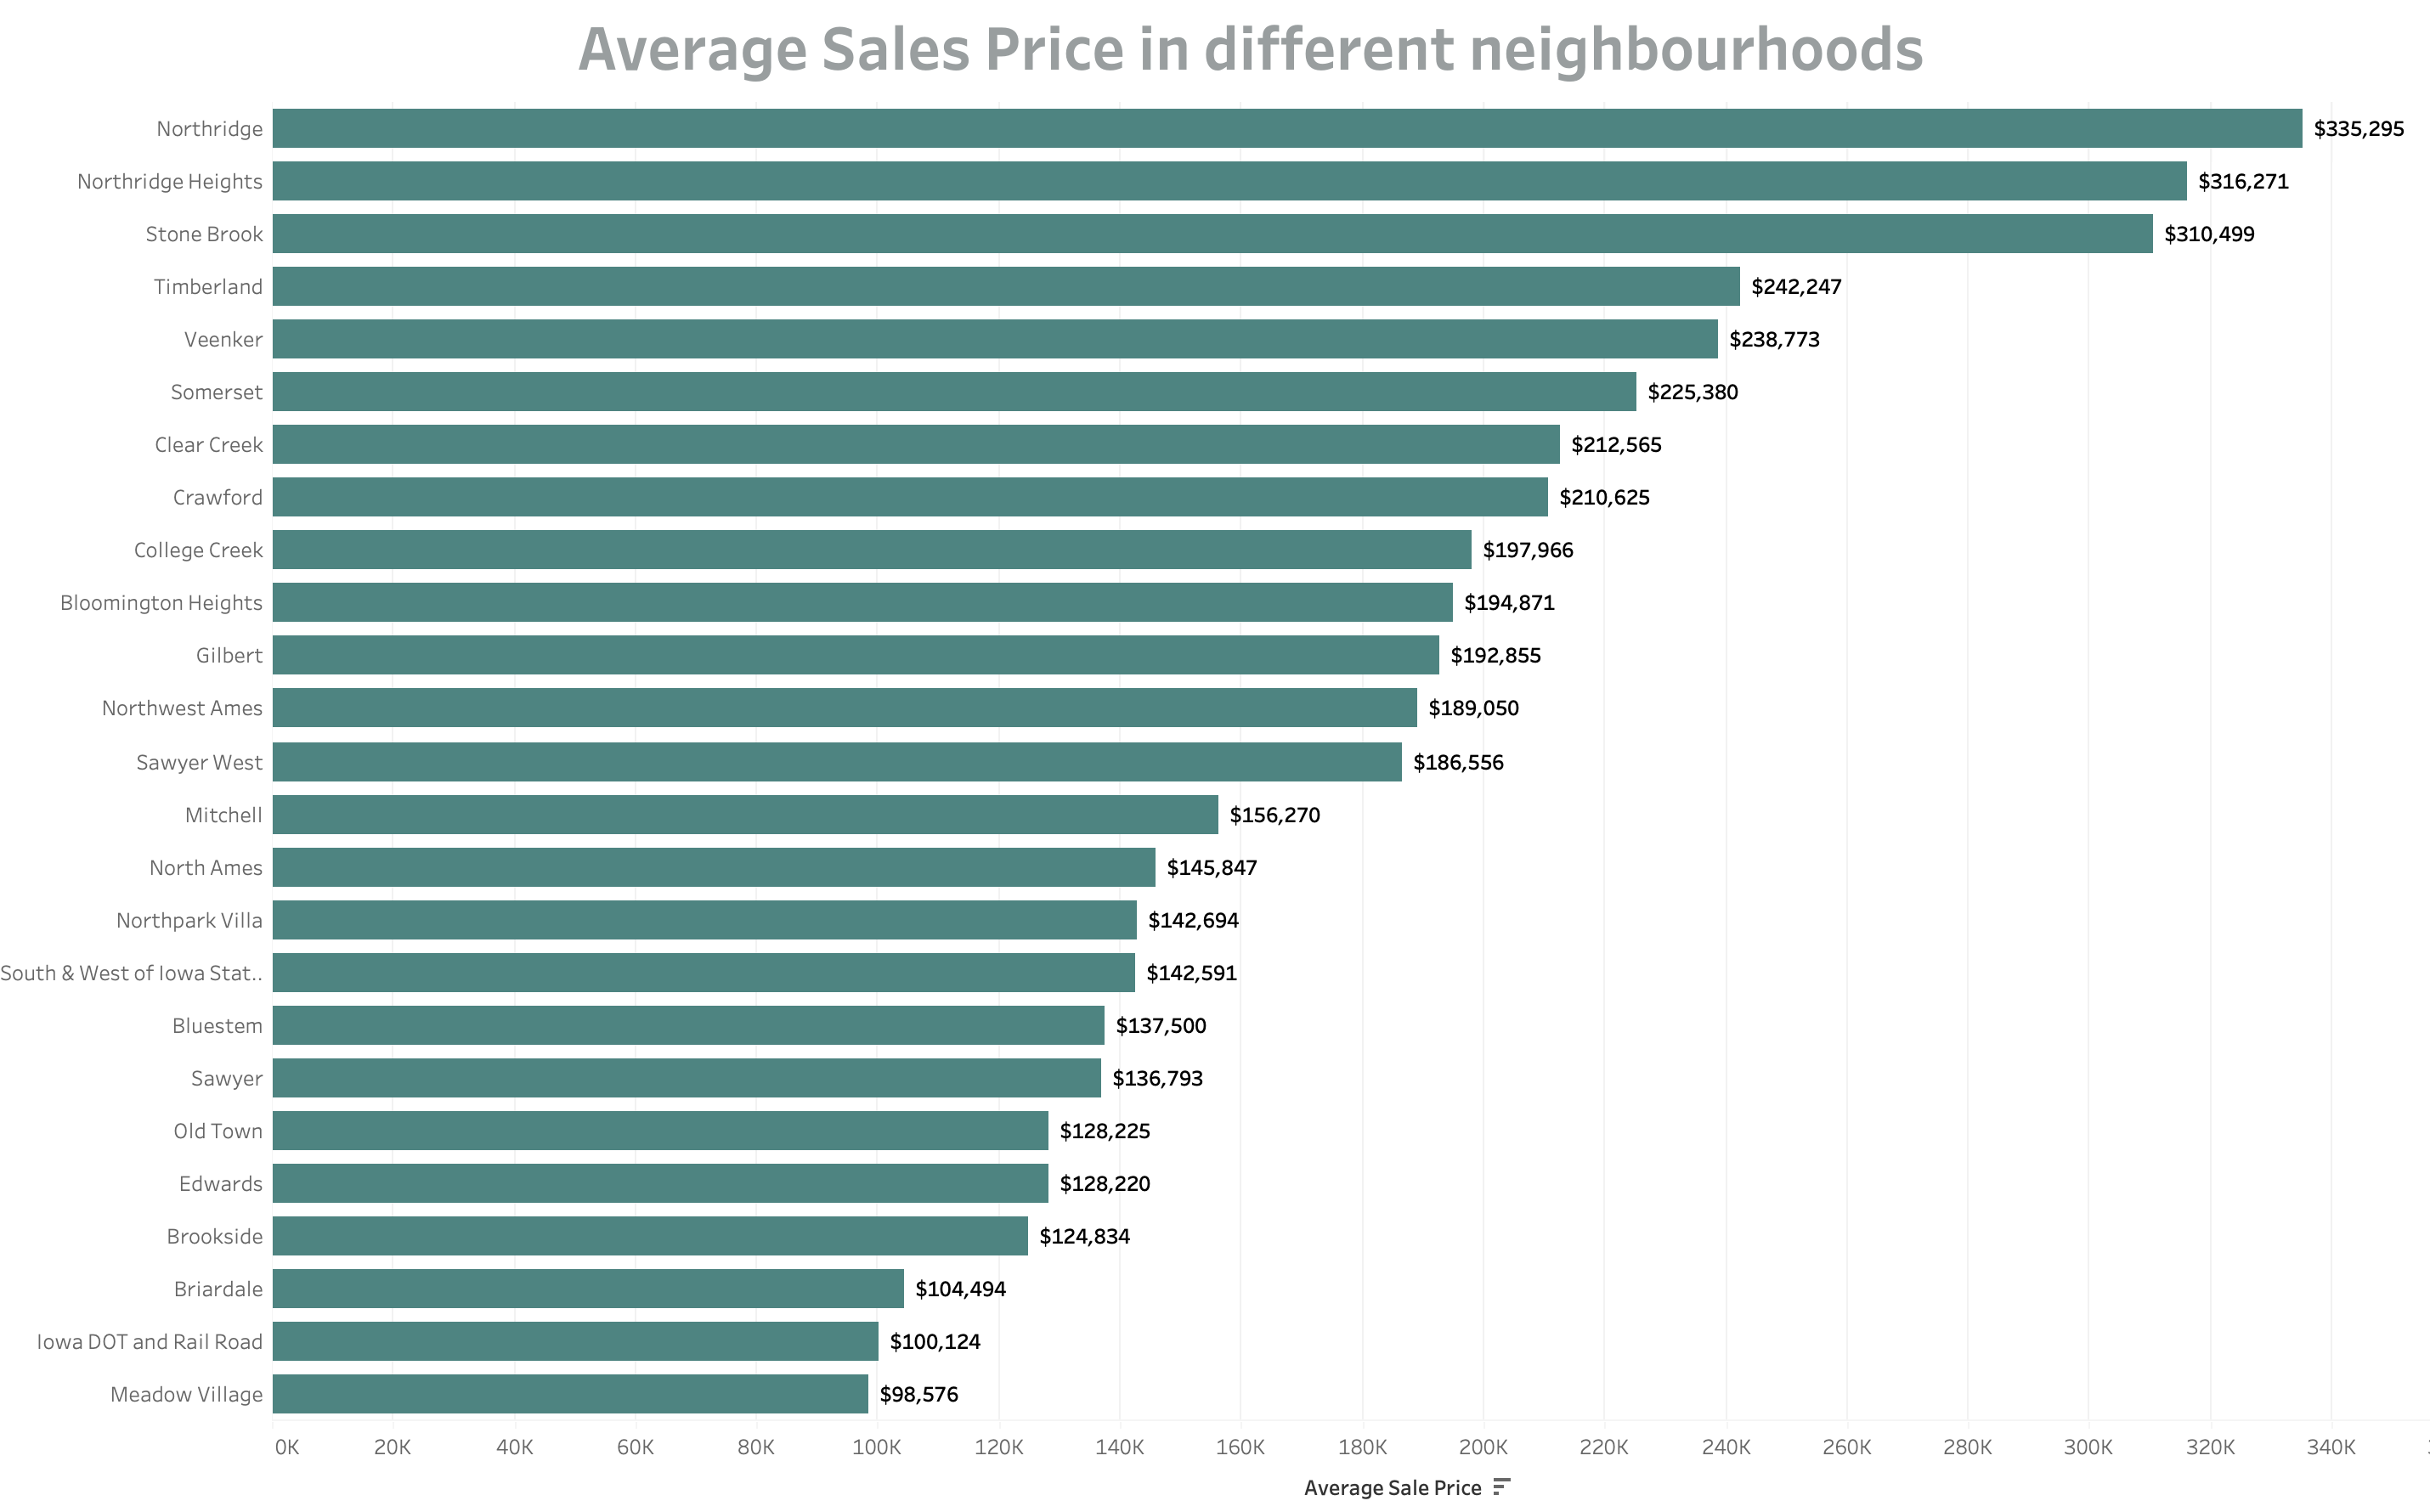 Average Sales Price in different neighbourhoods
Northridge $335,295
Northridge Heights $316,271
Stone Brook $310,499
Timberland $242,247
Veenker $238,773
Somerset $225,380
Clear Creek $212,565
Crawford $210,625
College Creek $197,966
Bloomington Heights $194,871
Gilbert $192,855
Northwest Ames $189,050
Sawyer West $186,556
Mitchell $156,270
North Ames $145,847
Northpark Villa $142,694
South & West of Iowa Stat.. $142,591
Bluestem $137,500
Sawyer $136,793
Old Town $128,225
Edwards $128,220
Brookside $124,834
Briardale $104,494
Iowa DOT and Rail Road $100,124
Meadow Village $98,576
0K 20K 40K 60K 80K 100K 120K 140K 160K 180K 200K 220K 240K 260K 280K 300K 320K 340K
Average Sale Price